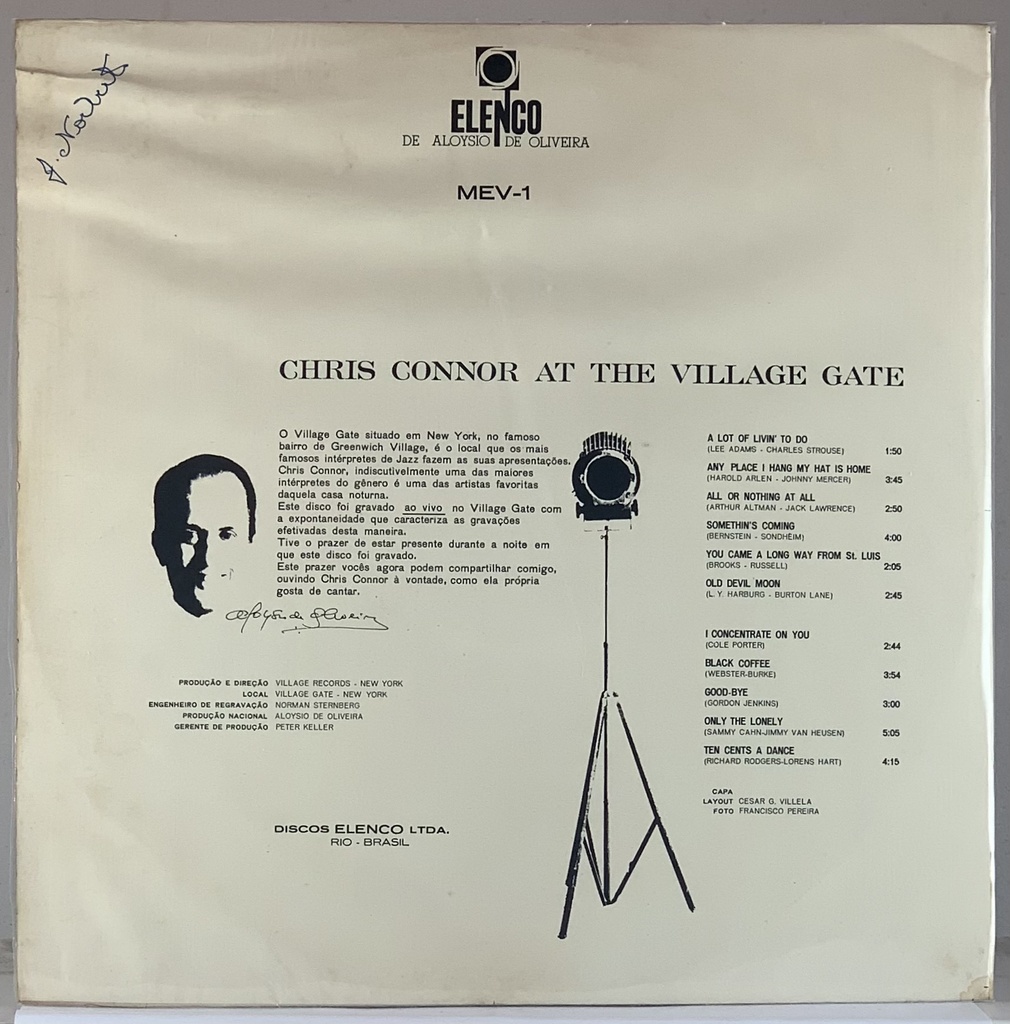 J. Norbert
ELENCO
DE ALOYSIO DE OLIVEIRA
MEV-1
CHRIS CONNOR AT THE VILLAGE GATE
O Village Gate situado em New York, no famoso
bairro de Greenwich Village, é o local que os mais
famosos intérpretes de Jazz fazem as suas apresentações.
Chris Connor, indiscutivelmente uma das maiores
intérpretes do gênero é uma das artistas favoritas
daquela casa noturna.
Este disco foi gravado ao vivo no Village Gate com
a expontaneidade que caracteriza as gravações
efetivadas desta maneira.
Tive o prazer de estar presente durante a noite em
que este disco foi gravado.
Este prazer vocês agora podem compartilhar comigo,
ouvindo Chris Connor à vontade, como ela própria
gosta de cantar.
Aloysio de Oliveira
PRODUÇÃO E DIREÇÃO VILLAGE RECORDS - NEW YORK
LOCAL VILLAGE GATE - NEW YORK
ENGENHEIRO DE REGRAVAÇÃO NORMAN STERNBERG
PRODUÇÃO NACIONAL ALOYSIO DE OLIVEIRA
GERENTE DE PRODUÇÃO PETER KELLER
DISCOS ELENCO LTDA.
RIO - BRASIL
A LOT OF LIVIN' TO DO
(LEE ADAMS - CHARLES STROUSE) 1:50
ANY PLACE I HANG MY HAT IS HOME
(HAROLD ARLEN - JOHNNY MERCER) 3:45
ALL OR NOTHING AT ALL
(ARTHUR ALTMAN - JACK LAWRENCE) 2:50
SOMETHIN'S COMING
(BERNSTEIN - SONDHEIM) 4:00
YOU CAME A LONG WAY FROM St. LUIS
(BROOKS - RUSSELL) 2:05
OLD DEVIL MOON
(L. Y. HARBURG - BURTON LANE) 2:45
I CONCENTRATE ON YOU
(COLE PORTER) 2:44
BLACK COFFEE
(WEBSTER-BURKE) 3:54
GOOD-BYE
(GORDON JENKINS) 3:00
ONLY THE LONELY
(SAMMY CAHN-JIMMY VAN HEUSEN) 5:05
TEN CENTS A DANCE
(RICHARD RODGERS-LORENS HART) 4:15
CAPA
LAYOUT CESAR G. VILLELA
FOTO FRANCISCO PEREIRA